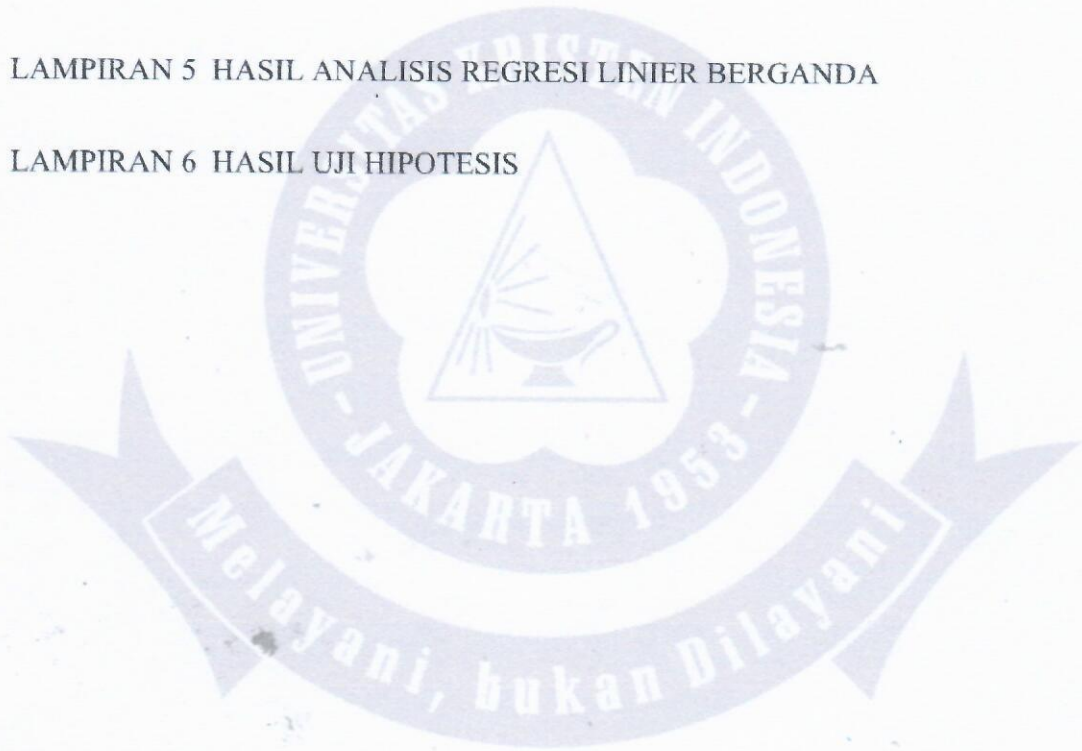 LAMPIRAN 5 HASIL ANALISIS REGRESI LINIER BERGANDA
LAMPIRAN 6 HASIL UJI HIPOTESIS
UNIVERSITAS KRISTEN INDONESIA
- JAKARTA 1953 -
Melayani, bukan Dilayani